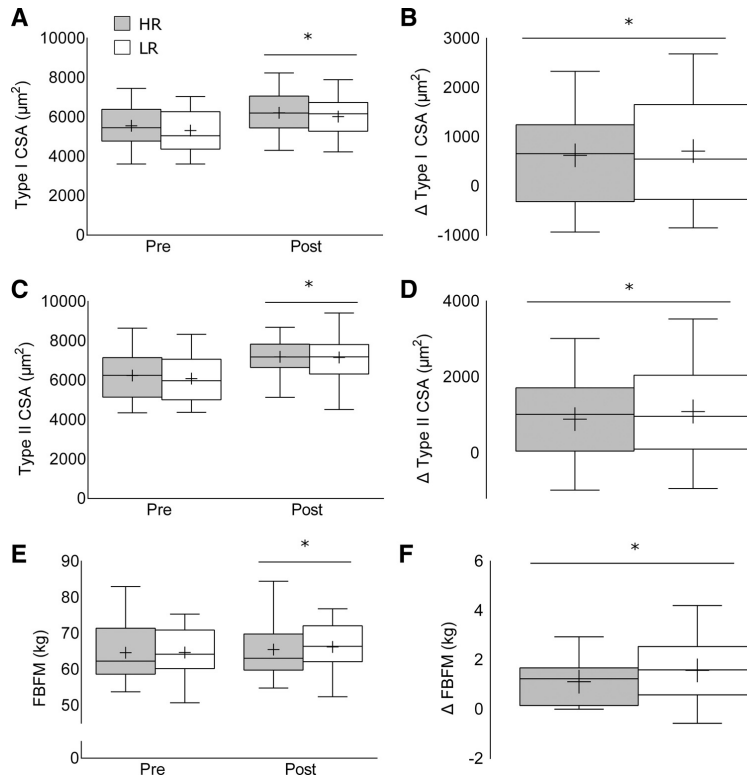 A
HR
LR
*
Type I CSA (µm²)
10000
8000
6000
4000
2000
0
Pre
Post
B
*
Δ Type I CSA (µm²)
3000
2000
1000
0
-1000
C
*
Type II CSA (µm²)
10000
8000
6000
4000
2000
0
Pre
Post
D
*
Δ Type II CSA (µm²)
4000
2000
0
E
*
FBFM (kg)
90
80
70
60
50
0
Pre
Post
F
*
Δ FBFM (kg)
6
4
2
0
-2